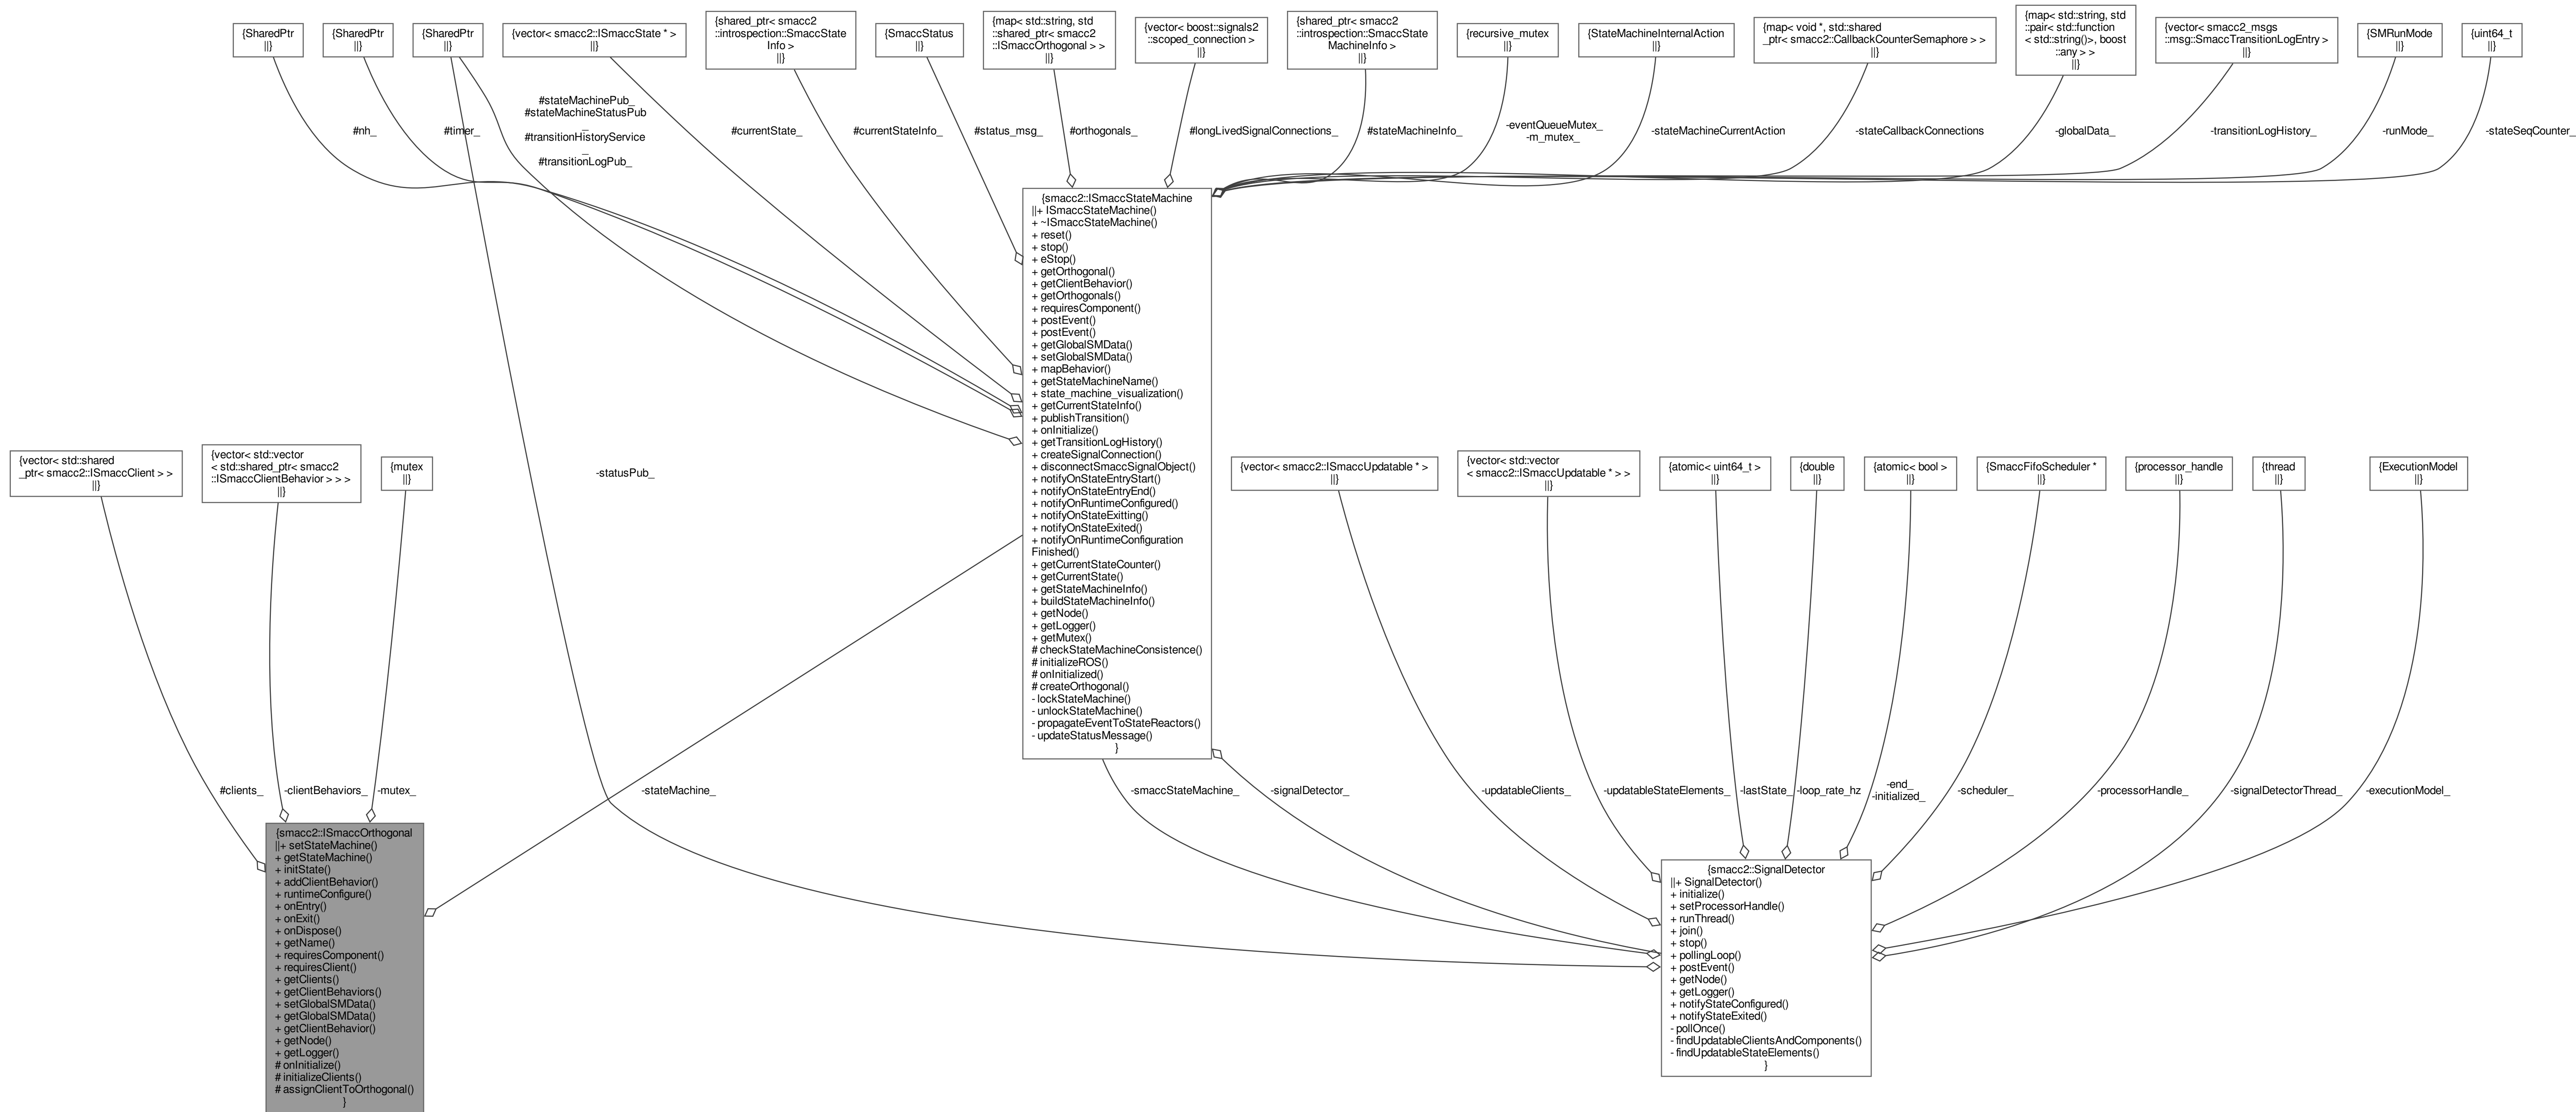 {SharedPtr
||}
{SharedPtr
||}
{SharedPtr
||}
{vector< smacc2::ISmaccState * >
||}
{shared_ptr< smacc2
::introspection::SmaccState
Info >
||}
{SmaccStatus
||}
{map< std::string, std
::shared_ptr< smacc2
::ISmaccOrthogonal > >
||}
{vector< boost::signals2
::scoped_connection >
||}
{shared_ptr< smacc2
::introspection::SmaccState
MachineInfo >
||}
{recursive_mutex
||}
{StateMachineInternalAction
||}
{map< void *, std::shared
_ptr< smacc2::CallbackCounterSemaphore > >
||}
{map< std::string, std
::pair< std::function
< std::string()>, boost
::any > >
||}
{vector< smacc2_msgs
::msg::SmaccTransitionLogEntry >
||}
{SMRunMode
||}
{uint64_t
||}
#nh_
#timer_
#stateMachinePub_
#stateMachineStatusPub
_
#transitionHistoryService
_
#transitionLogPub_
#currentState_
#currentStateInfo_
#status_msg_
#orthogonals_
#longLivedSignalConnections_
#stateMachineInfo_
-eventQueueMutex_
-m_mutex_
-stateMachineCurrentAction
-stateCallbackConnections
-globalData_
-transitionLogHistory_
-runMode_
-stateSeqCounter_
{smacc2::ISmaccStateMachine
||+ ISmaccStateMachine()
+ ~ISmaccStateMachine()
+ reset()
+ stop()
+ eStop()
+ getOrthogonal()
+ getClientBehavior()
+ getOrthogonals()
+ requiresComponent()
+ postEvent()
+ postEvent()
+ getGlobalSMData()
+ setGlobalSMData()
+ mapBehavior()
+ getStateMachineName()
+ state_machine_visualization()
+ getCurrentStateInfo()
+ publishTransition()
+ onInitialize()
+ getTransitionLogHistory()
+ createSignalConnection()
+ disconnectSmaccSignalObject()
+ notifyOnStateEntryStart()
+ notifyOnStateEntryEnd()
+ notifyOnRuntimeConfigured()
+ notifyOnStateExitting()
+ notifyOnStateExited()
+ notifyOnRuntimeConfiguration
Finished()
+ getCurrentStateCounter()
+ getCurrentState()
+ getStateMachineInfo()
+ buildStateMachineInfo()
+ getNode()
+ getLogger()
+ getMutex()
# checkStateMachineConsistence()
# initializeROS()
# onInitialized()
# createOrthogonal()
- lockStateMachine()
- unlockStateMachine()
- propagateEventToStateReactors()
- updateStatusMessage()
}
{vector< std::shared
_ptr< smacc2::ISmaccClient > >
||}
{vector< std::vector
< std::shared_ptr< smacc2
::ISmaccClientBehavior > > >
||}
{mutex
||}
-statusPub_
{vector< smacc2::ISmaccUpdatable * >
||}
{vector< std::vector
< smacc2::ISmaccUpdatable * > >
||}
{atomic< uint64_t >
||}
{double
||}
{atomic< bool >
||}
{SmaccFifoScheduler *
||}
{processor_handle
||}
{thread
||}
{ExecutionModel
||}
#clients_
-clientBehaviors_
-mutex_
-stateMachine_
-smaccStateMachine_
-signalDetector_
-updatableClients_
-updatableStateElements_
-lastState_
-loop_rate_hz
-end_
-initialized_
-scheduler_
-processorHandle_
-signalDetectorThread_
-executionModel_
{smacc2::ISmaccOrthogonal
||+ setStateMachine()
+ getStateMachine()
+ initState()
+ addClientBehavior()
+ runtimeConfigure()
+ onEntry()
+ onExit()
+ onDispose()
+ getName()
+ requiresComponent()
+ requiresClient()
+ getClients()
+ getClientBehaviors()
+ setGlobalSMData()
+ getGlobalSMData()
+ getClientBehavior()
+ getNode()
+ getLogger()
# onInitialize()
# initializeClients()
# assignClientToOrthogonal()
}
{smacc2::SignalDetector
||+ SignalDetector()
+ initialize()
+ setProcessorHandle()
+ runThread()
+ join()
+ stop()
+ pollingLoop()
+ postEvent()
+ getNode()
+ getLogger()
+ notifyStateConfigured()
+ notifyStateExited()
- pollOnce()
- findUpdatableClientsAndComponents()
- findUpdatableStateElements()
}